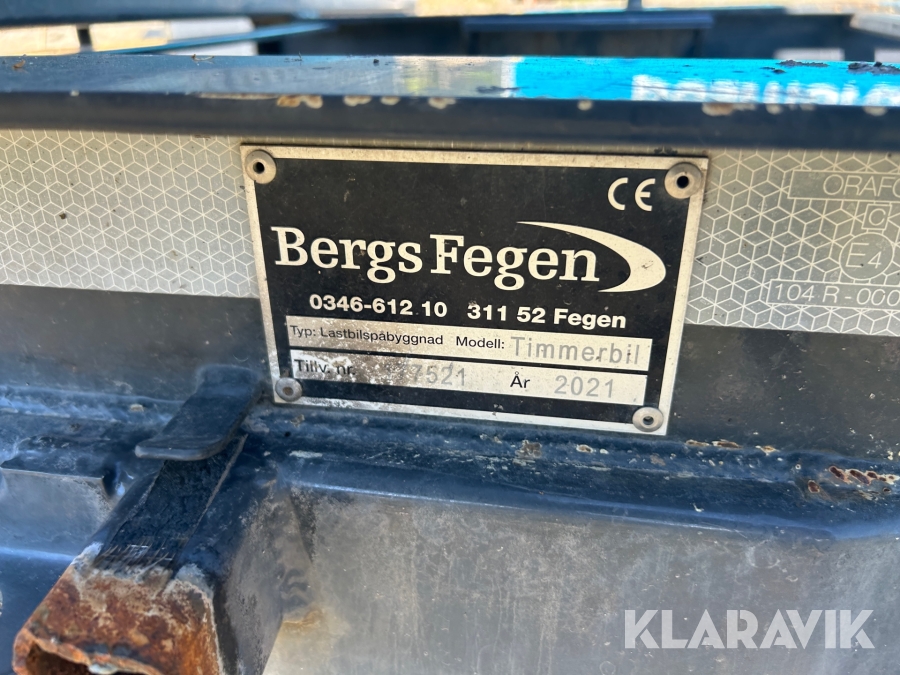 CE
Bergs Fegen
0346-612 10 311 52 Fegen
Typ: Lastbilspåbyggnad Modell: Timmerbil
Tillv. nr. 7521 År 2021
E4
104 R-000
KLARAVIK